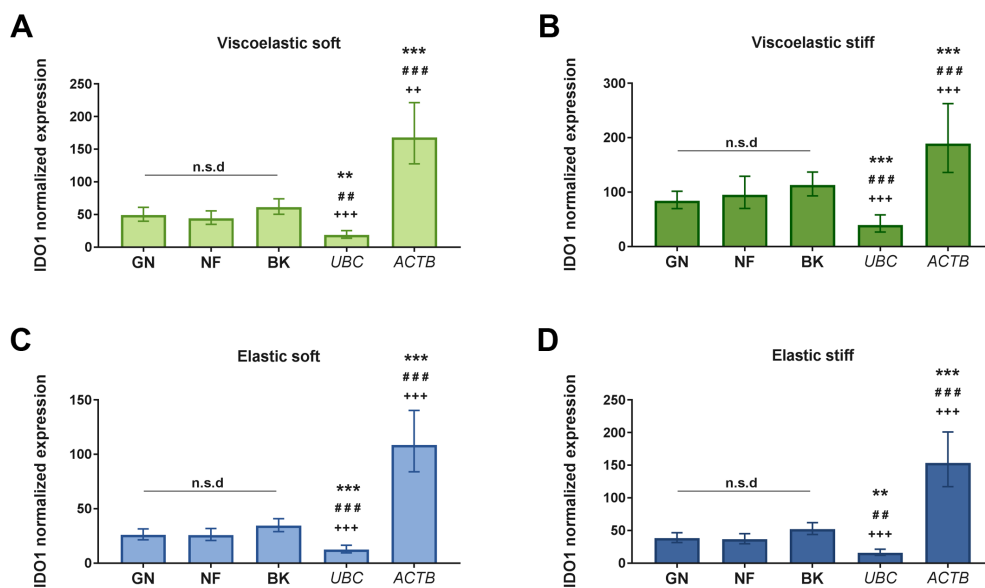 A
Viscoelastic soft
IDO1 normalized expression
250
200
150
100
50
0
n.s.d
**
##
+++
***
###
++
GN NF BK UBC ACTB
B
Viscoelastic stiff
IDO1 normalized expression
300
200
100
0
n.s.d
***
###
+++
***
###
+++
GN NF BK UBC ACTB
C
Elastic soft
IDO1 normalized expression
150
100
50
0
n.s.d
***
###
+++
***
###
+++
GN NF BK UBC ACTB
D
Elastic stiff
IDO1 normalized expression
250
200
150
100
50
0
n.s.d
**
##
+++
***
###
+++
GN NF BK UBC ACTB